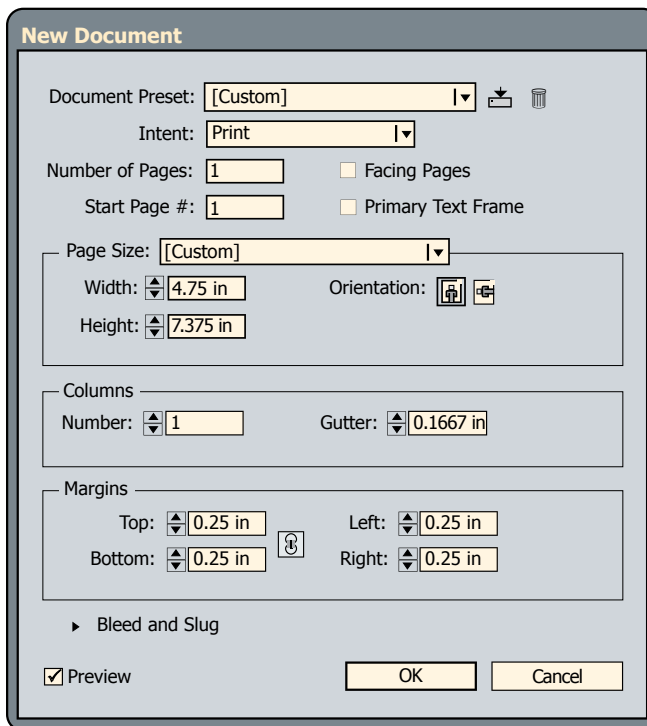 New Document
Document Preset: [Custom]
Intent: Print
Number of Pages: 1 Facing Pages
Start Page #: 1 Primary Text Frame
Page Size: [Custom]
Width: 4.75 in Orientation:
Height: 7.375 in
Columns
Number: 1 Gutter: 0.1667 in
Margins
Top: 0.25 in Left: 0.25 in
Bottom: 0.25 in Right: 0.25 in
Bleed and Slug
Preview OK Cancel